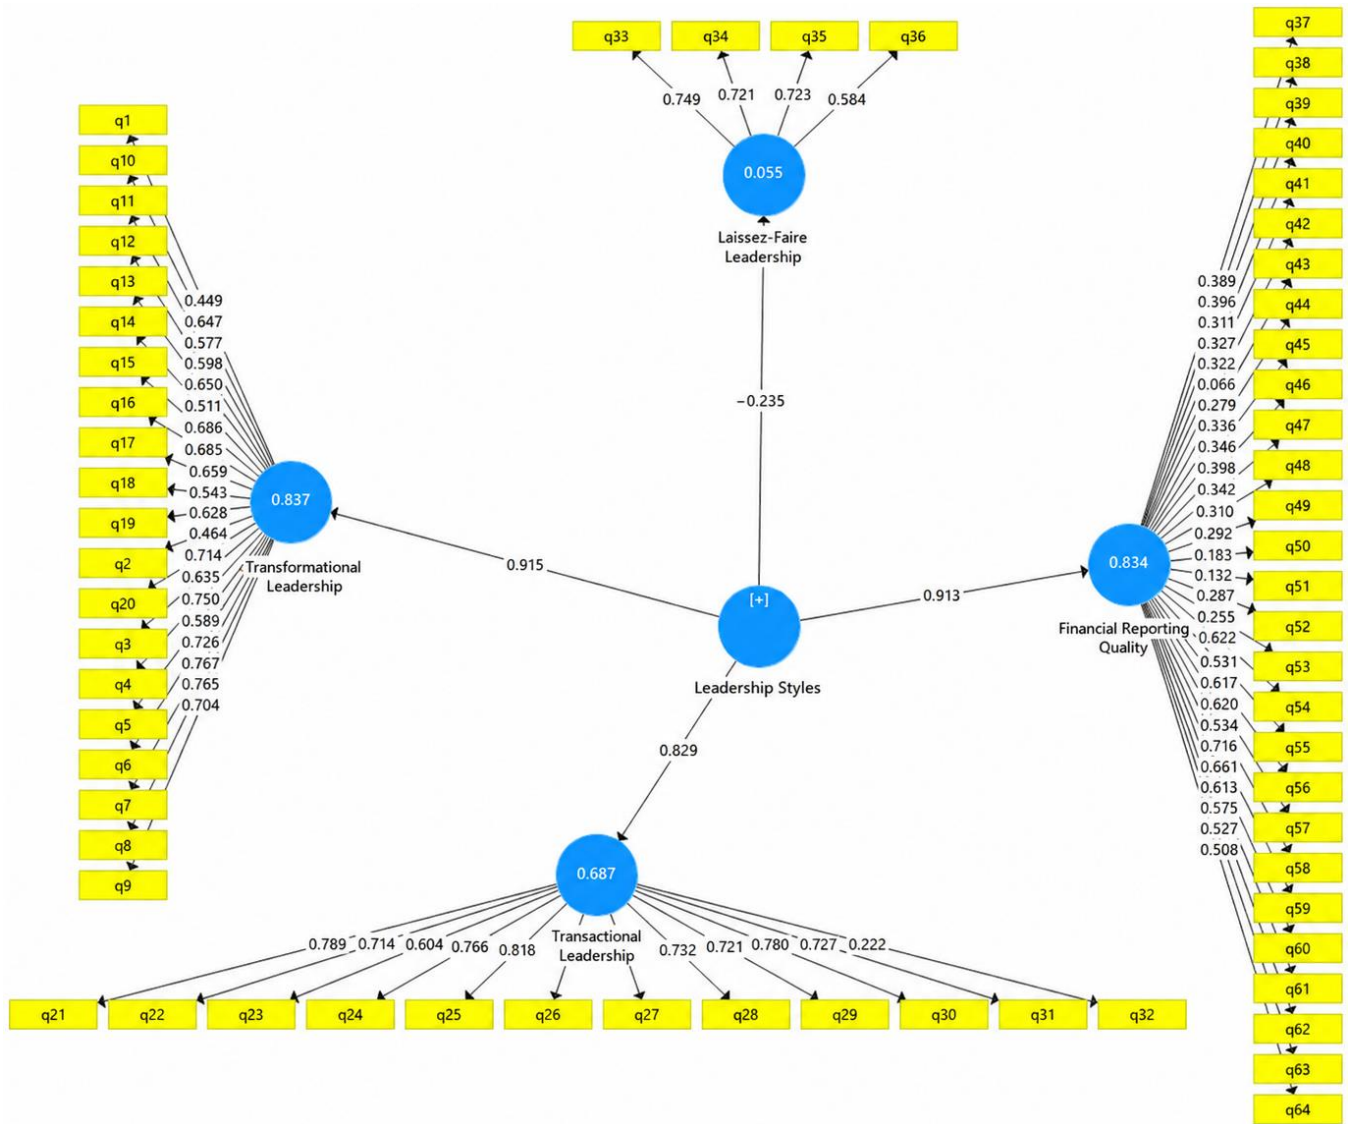 q33
q34
q35
q36
0.749
0.721
0.723
0.584
0.055
Laissez-Faire
Leadership
−0.235
q1
q10
q11
q12
q13
q14
q15
q16
q17
q18
q19
q2
q20
q3
q4
q5
q6
q7
q8
q9
0.449
0.647
0.577
0.598
0.650
0.511
0.686
0.685
0.659
0.543
0.628
0.464
0.714
0.635
0.750
0.589
0.726
0.767
0.765
0.704
0.837
Transformational
Leadership
0.915
[+]
Leadership Styles
0.913
0.829
0.834
Financial Reporting
Quality
0.389
0.396
0.311
0.327
0.322
0.066
0.279
0.336
0.346
0.398
0.342
0.310
0.292
0.183
0.132
0.287
0.255
0.622
0.531
0.617
0.620
0.534
0.716
0.661
0.613
0.575
0.527
0.508
q37
q38
q39
q40
q41
q42
q43
q44
q45
q46
q47
q48
q49
q50
q51
q52
q53
q54
q55
q56
q57
q58
q59
q60
q61
q62
q63
q64
0.687
Transactional
Leadership
0.789
0.714
0.604
0.766
0.818
0.732
0.721
0.780
0.727
0.222
q21
q22
q23
q24
q25
q26
q27
q28
q29
q30
q31
q32